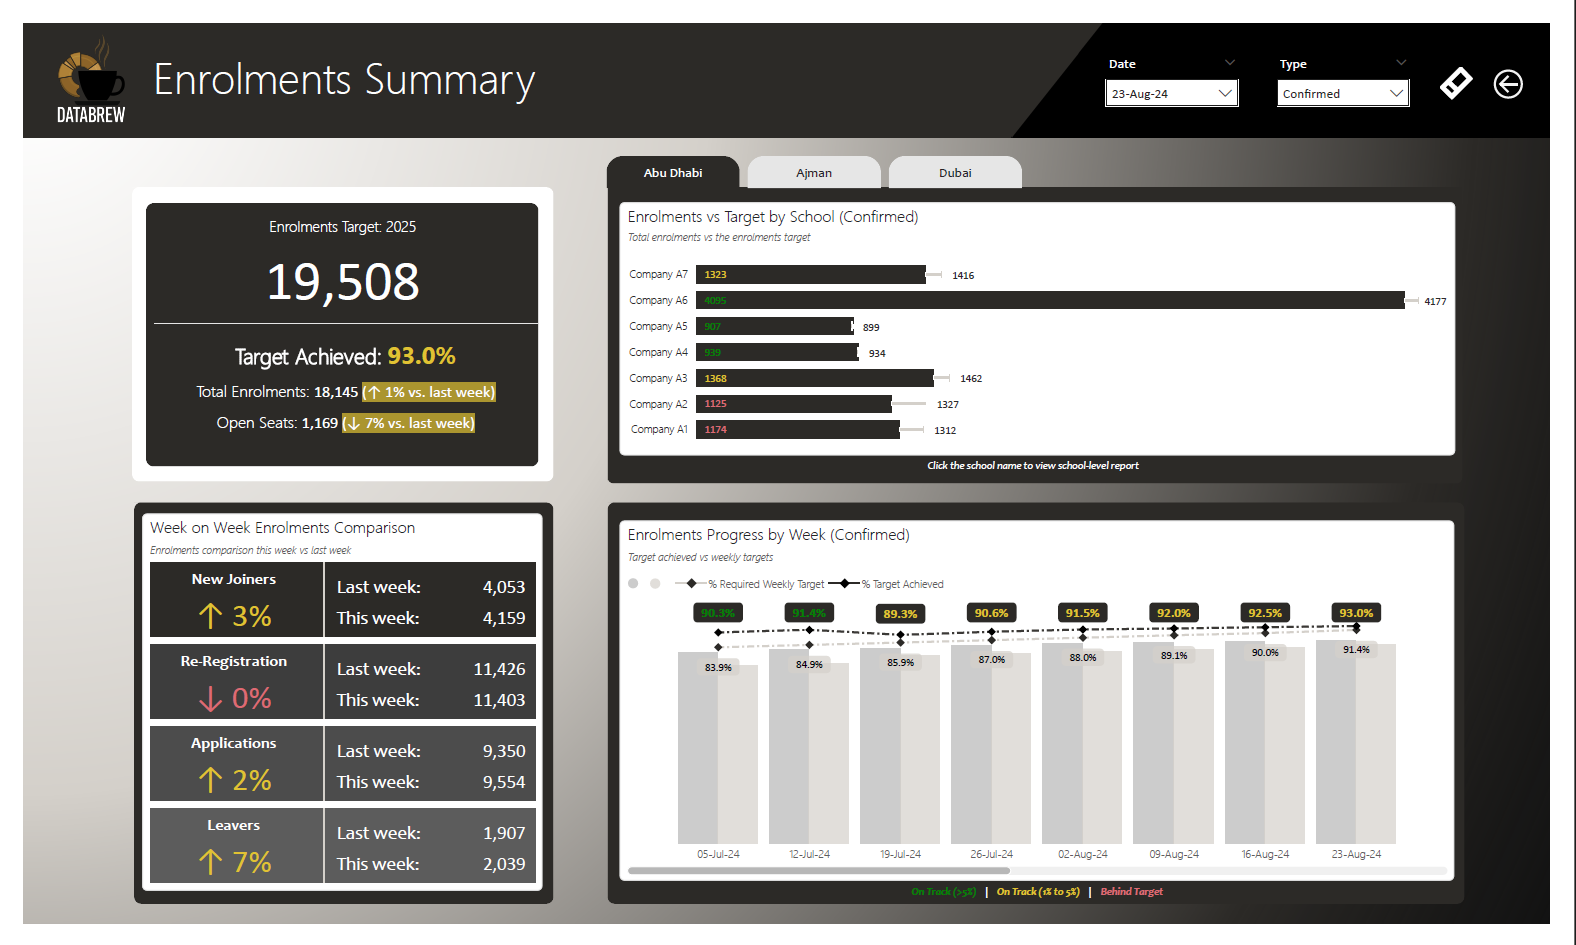 DATABREW
Enrolments Summary
Date
Type
23-Aug-24
Confirmed
Enrolments Target: 2025
19,508
Target Achieved: 93.0%
Total Enrolments: 18,145 (↑ 1% vs. last week)
Open Seats: 1,169 (↓ 7% vs. last week)
Abu Dhabi
Ajman
Dubai
Enrolments vs Target by School (Confirmed)
Total enrolments vs the enrolments target
Company A7 1323 1416
Company A6 4095 4177
Company A5 907 899
Company A4 939 934
Company A3 1368 1462
Company A2 1125 1327
Company A1 1174 1312
Click the school name to view school-level report
Week on Week Enrolments Comparison
Enrolments comparison this week vs last week
New Joiners
↑ 3%
Last week: 4,053
This week: 4,159
Re-Registration
↓ 0%
Last week: 11,426
This week: 11,403
Applications
↑ 2%
Last week: 9,350
This week: 9,554
Leavers
↑ 7%
Last week: 1,907
This week: 2,039
Enrolments Progress by Week (Confirmed)
Target achieved vs weekly targets
% Required Weekly Target % Target Achieved
90.3% 91.4% 89.3% 90.6% 91.5% 92.0% 92.5% 93.0%
83.9% 84.9% 85.9% 87.0% 88.0% 89.1% 90.0% 91.4%
05-Jul-24 12-Jul-24 19-Jul-24 26-Jul-24 02-Aug-24 09-Aug-24 16-Aug-24 23-Aug-24
On Track (>5%) | On Track (1% to 5%) | Behind Target